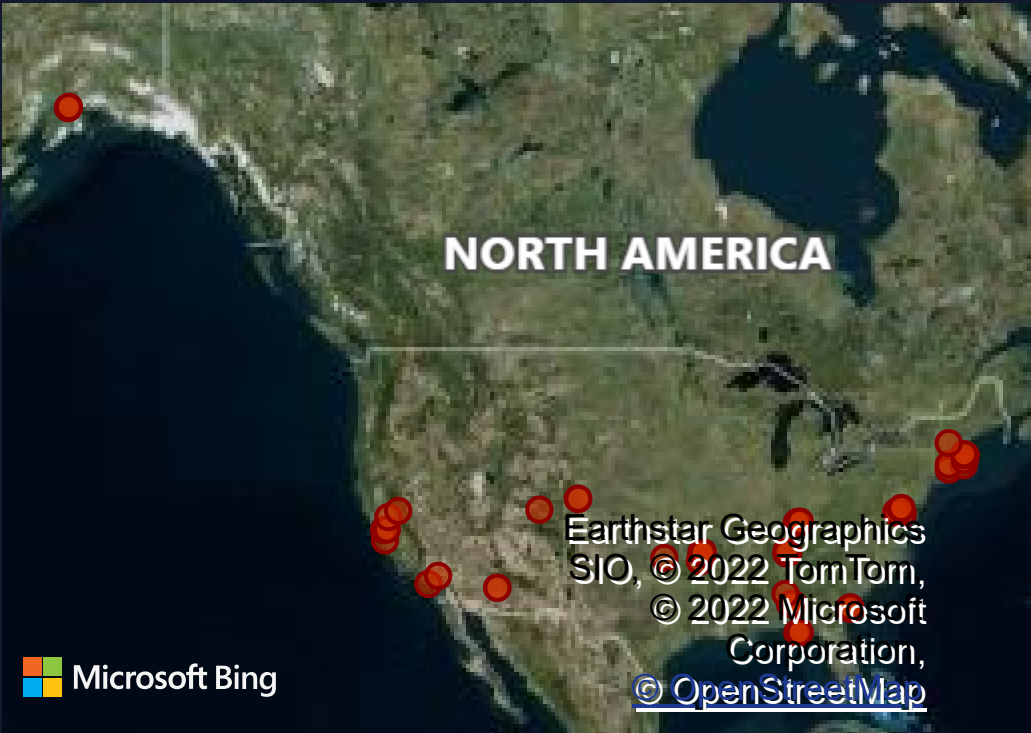 NORTH AMERICA
Earthstar Geographics
SIO, © 2022 TomTom,
© 2022 Microsoft
Corporation,
© OpenStreetMap
Microsoft Bing